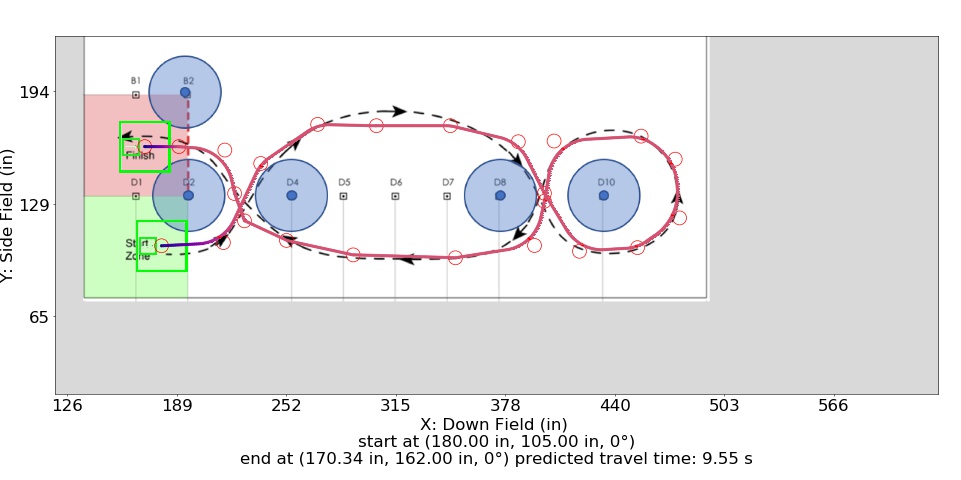 B1 B2
Finish
D1 D2 D4 D5 D6 D7 D8 D10
Start
Zone
194
129
65
Y: Side Field (in)
126 189 252 315 378 440 503 566
X: Down Field (in)
start at (180.00 in, 105.00 in, 0°)
end at (170.34 in, 162.00 in, 0°) predicted travel time: 9.55 s